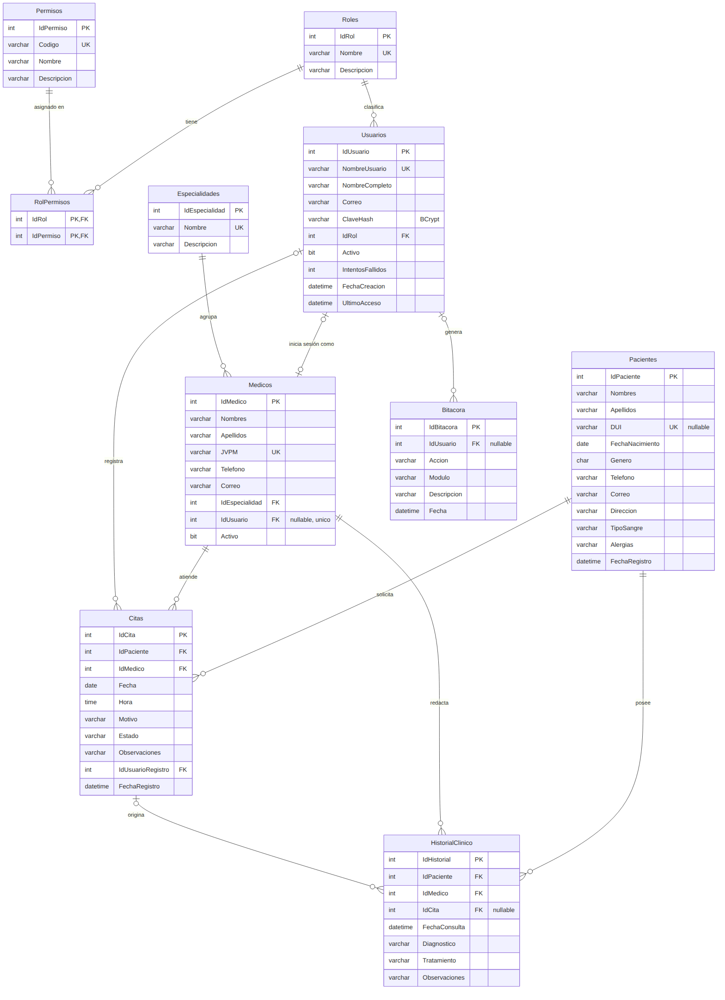 Permisos
int IdPermiso PK
varchar Codigo UK
varchar Nombre
varchar Descripcion
Roles
int IdRol PK
varchar Nombre UK
varchar Descripcion
asignado en
clasifica
tiene
Usuarios
int IdUsuario PK
varchar NombreUsuario UK
varchar NombreCompleto
varchar Correo
varchar ClaveHash BCrypt
int IdRol FK
bit Activo
int IntentosFallidos
datetime FechaCreacion
datetime UltimoAcceso
RolPermisos
int IdRol PK,FK
int IdPermiso PK,FK
Especialidades
int IdEspecialidad PK
varchar Nombre UK
varchar Descripcion
agrupa
genera
inicia sesión como
Medicos
int IdMedico PK
varchar Nombres
varchar Apellidos
varchar JVPM UK
varchar Telefono
varchar Correo
int IdEspecialidad FK
int IdUsuario FK nullable, unico
bit Activo
Bitacora
int IdBitacora PK
int IdUsuario FK nullable
varchar Accion
varchar Modulo
varchar Descripcion
datetime Fecha
Pacientes
int IdPaciente PK
varchar Nombres
varchar Apellidos
varchar DUI UK nullable
date FechaNacimiento
char Genero
varchar Telefono
varchar Correo
varchar Direccion
varchar TipoSangre
varchar Alergias
datetime FechaRegistro
registra
atiende
solicita
Citas
int IdCita PK
int IdPaciente FK
int IdMedico FK
date Fecha
time Hora
varchar Motivo
varchar Estado
varchar Observaciones
int IdUsuarioRegistro FK
datetime FechaRegistro
redacta
posee
origina
HistorialClinico
int IdHistorial PK
int IdPaciente FK
int IdMedico FK
int IdCita FK nullable
datetime FechaConsulta
varchar Diagnostico
varchar Tratamiento
varchar Observaciones